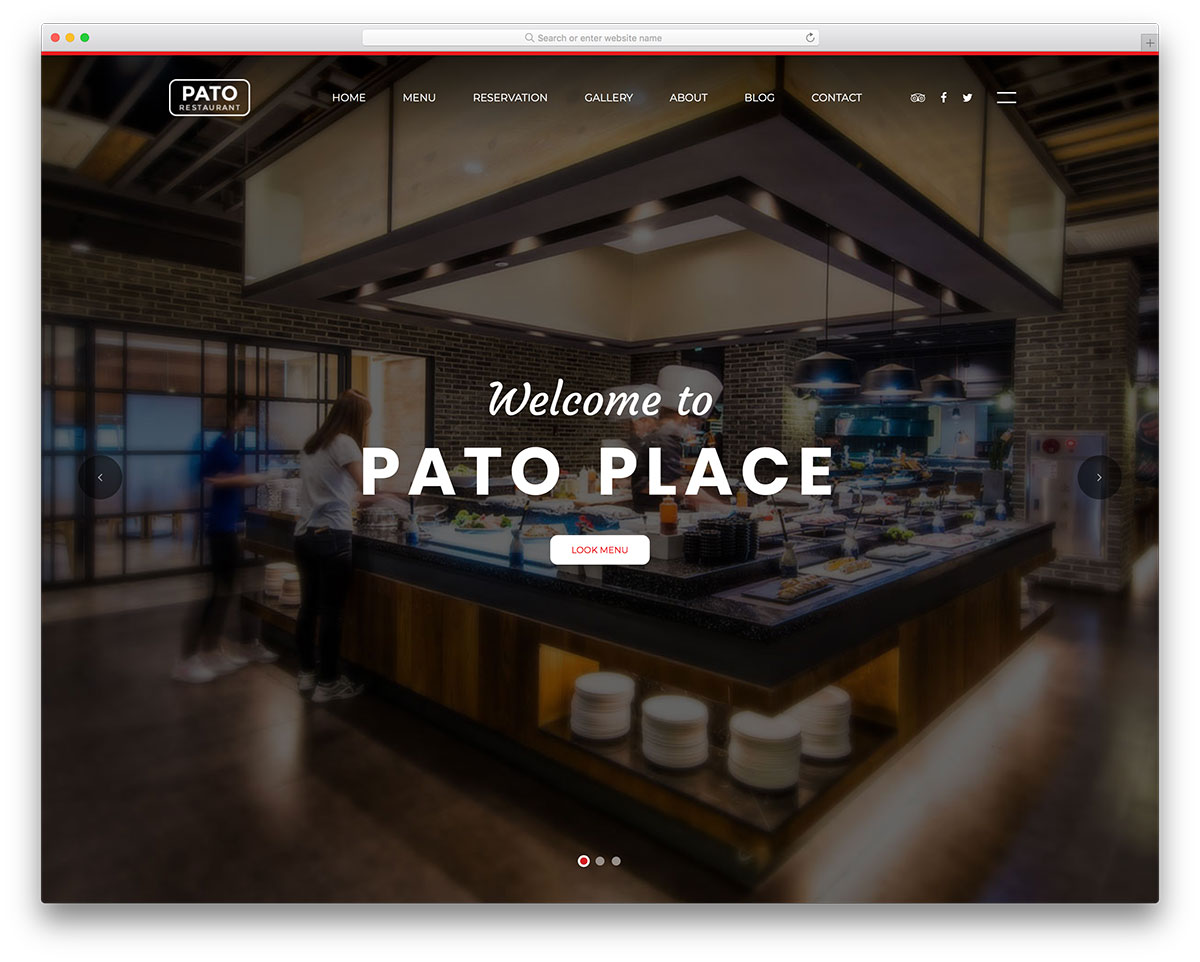 Search or enter website name
PATO
RESTAURANT
HOME MENU RESERVATION GALLERY ABOUT BLOG CONTACT
Welcome to
PATO PLACE
LOOK MENU